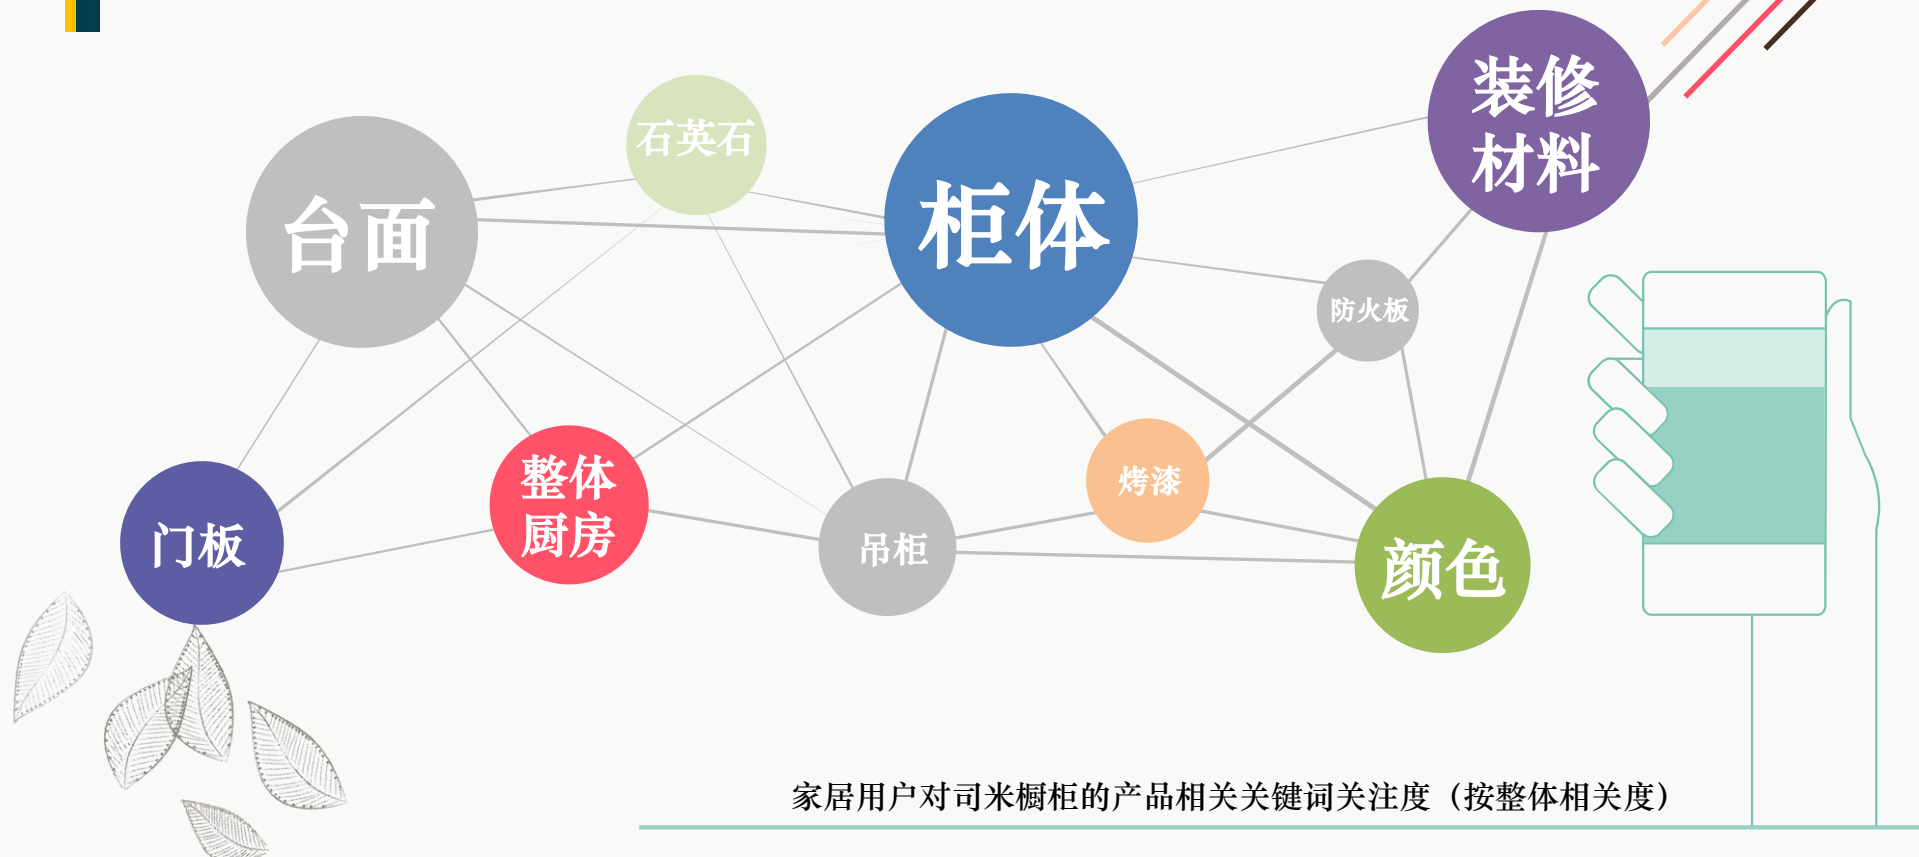 装修
材料
石英石
柜体
台面
防火板
整体
厨房
烤漆
门板
吊柜
颜色
家居用户对司米橱柜的产品相关关键词关注度（按整体相关度）